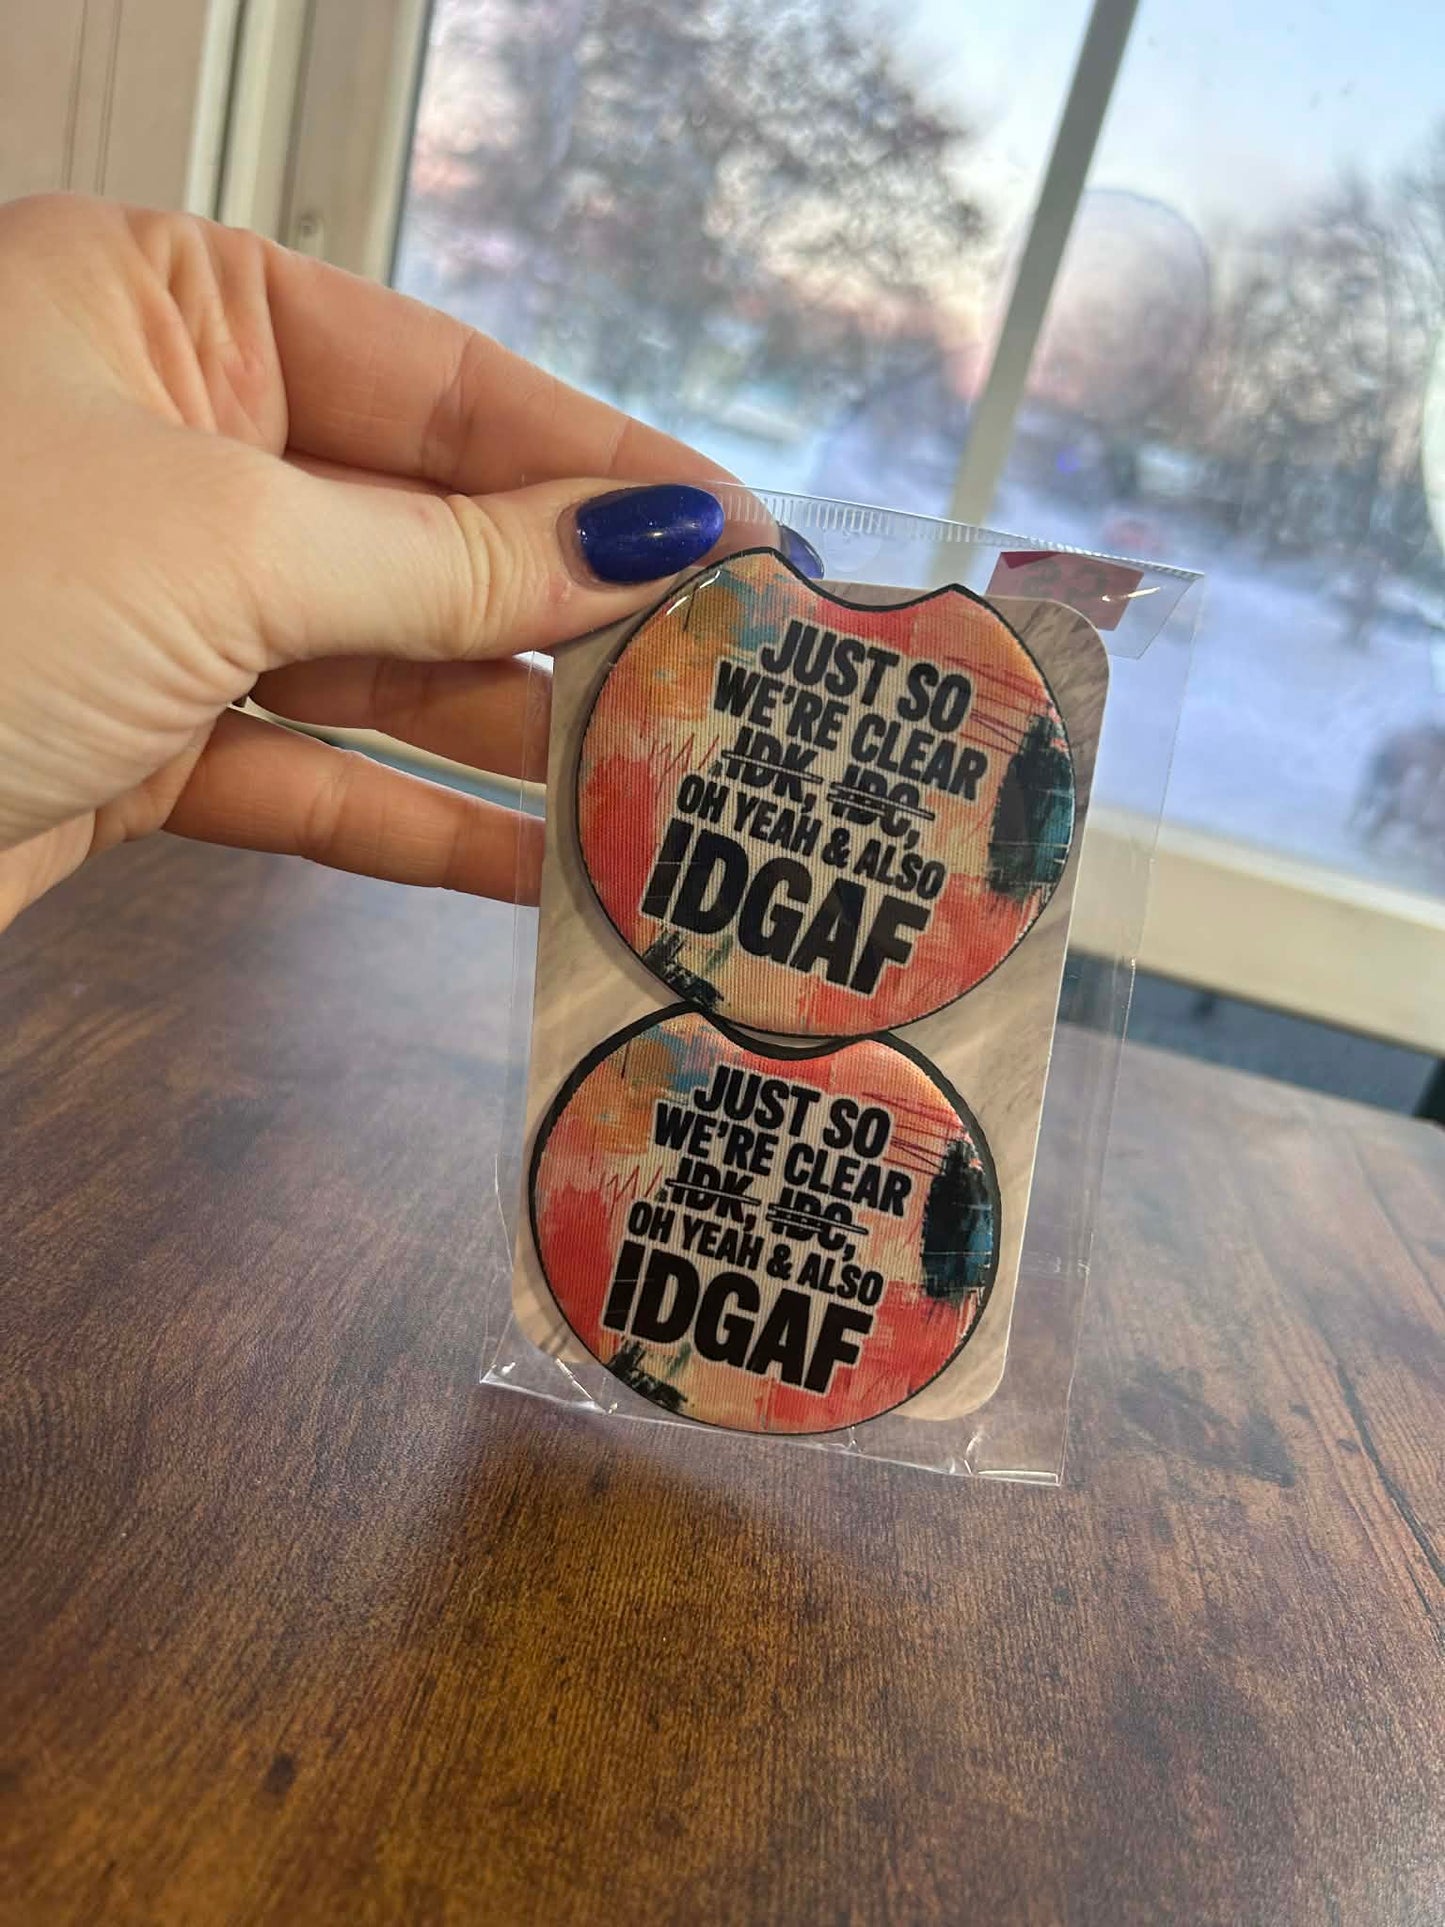 JUST SO
WE'RE CLEAR
IDK, IDC,
OH YEAH & ALSO
IDGAF
JUST SO
WE'RE CLEAR
IDK, IDC,
OH YEAH & ALSO
IDGAF